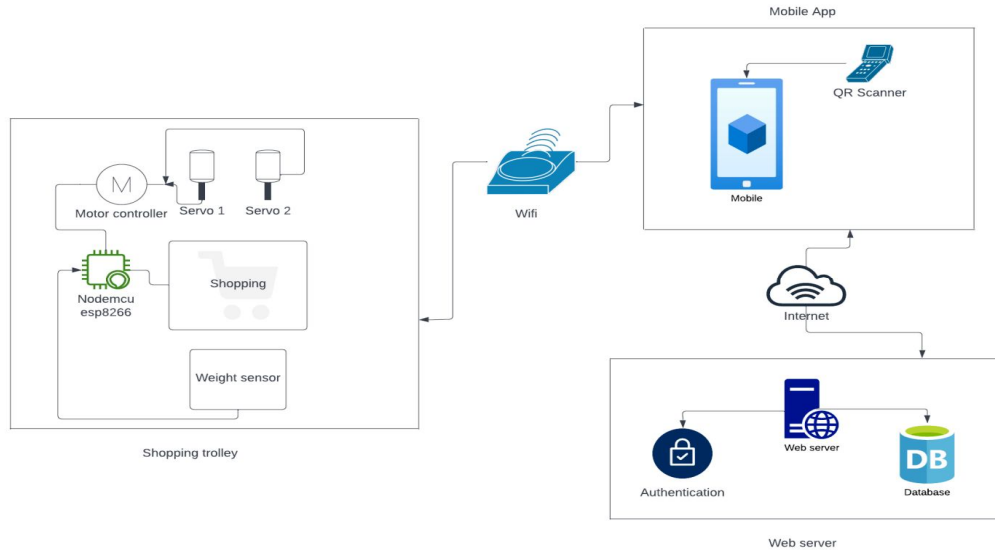 Mobile App
QR Scanner
Mobile
M
Motor controller
Servo 1
Servo 2
Wifi
Shopping
Nodemcu
esp8266
Internet
Weight sensor
Shopping trolley
Web server
DB
Authentication
Database
Web server